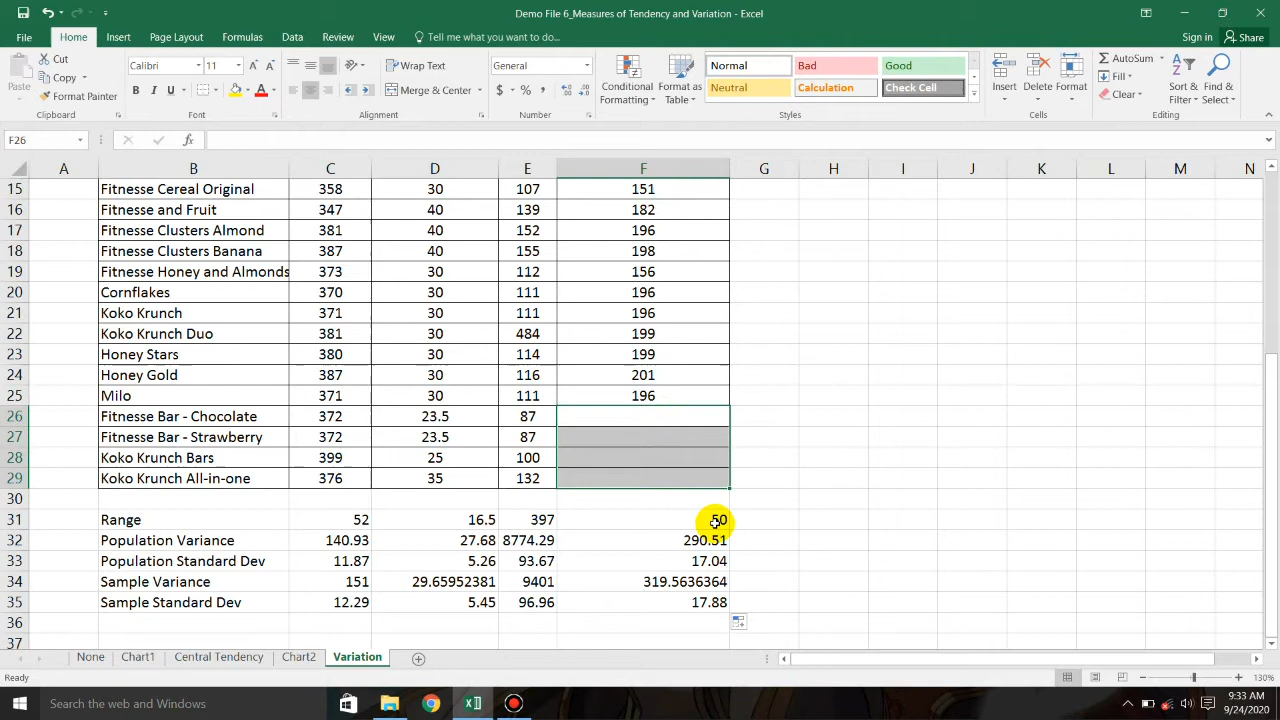 Demo File 6_Measures of Tendency and Variation - Excel
File Home Insert Page Layout Formulas Data Review View Tell me what you want to do... Sign in Share
Paste Cut Copy Format Painter Clipboard
Calibri 11 B I U A Font
Wrap Text Merge & Center Alignment
General $ % , Number
Conditional Formatting Format as Table
Normal Bad Good
Neutral Calculation Check Cell
Styles
Insert Delete Format Cells
AutoSum Fill Clear Sort & Filter Find & Select Editing
F26 fx
A B C D E F G H I J K L M N
15 Fitnesse Cereal Original 358 30 107 151
16 Fitnesse and Fruit 347 40 139 182
17 Fitnesse Clusters Almond 381 40 152 196
18 Fitnesse Clusters Banana 387 40 155 198
19 Fitnesse Honey and Almonds 373 30 112 156
20 Cornflakes 370 30 111 196
21 Koko Krunch 371 30 111 196
22 Koko Krunch Duo 381 30 484 199
23 Honey Stars 380 30 114 199
24 Honey Gold 387 30 116 201
25 Milo 371 30 111 196
26 Fitnesse Bar - Chocolate 372 23.5 87
27 Fitnesse Bar - Strawberry 372 23.5 87
28 Koko Krunch Bars 399 25 100
29 Koko Krunch All-in-one 376 35 132
30
31 Range 52 16.5 397 50
32 Population Variance 140.93 27.68 8774.29 290.51
33 Population Standard Dev 11.87 5.26 93.67 17.04
34 Sample Variance 151 29.65952381 9401 319.5636364
35 Sample Standard Dev 12.29 5.45 96.96 17.88
36
37
None Chart1 Central Tendency Chart2 Variation
Ready 130%
Search the web and Windows 9:33 AM
9/24/2020